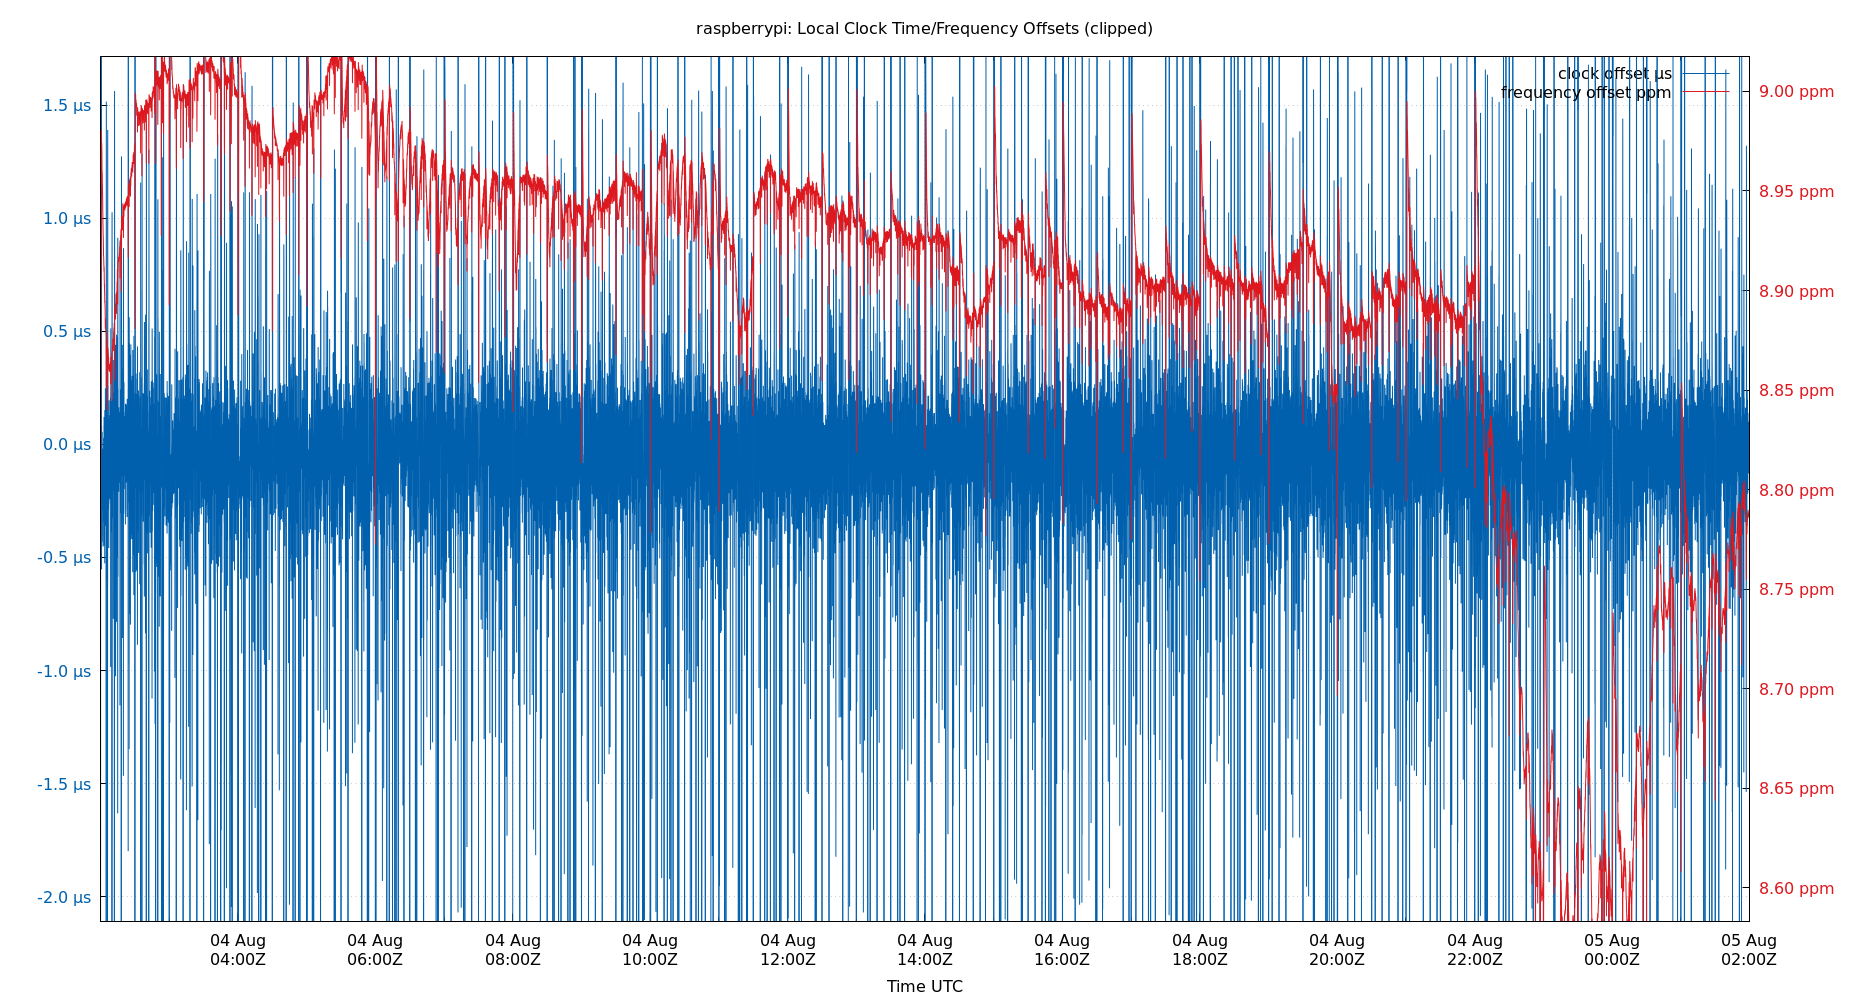 raspberrypi: Local Clock Time/Frequency Offsets (clipped)
clock offset µs
frequency offset ppm
1.5 µs
1.0 µs
0.5 µs
0.0 µs
-0.5 µs
-1.0 µs
-1.5 µs
-2.0 µs
9.00 ppm
8.95 ppm
8.90 ppm
8.85 ppm
8.80 ppm
8.75 ppm
8.70 ppm
8.65 ppm
8.60 ppm
04 Aug 04 Aug 04 Aug 04 Aug 04 Aug 04 Aug 04 Aug 04 Aug 04 Aug 04 Aug 05 Aug 05 Aug
04:00Z 06:00Z 08:00Z 10:00Z 12:00Z 14:00Z 16:00Z 18:00Z 20:00Z 22:00Z 00:00Z 02:00Z
Time UTC